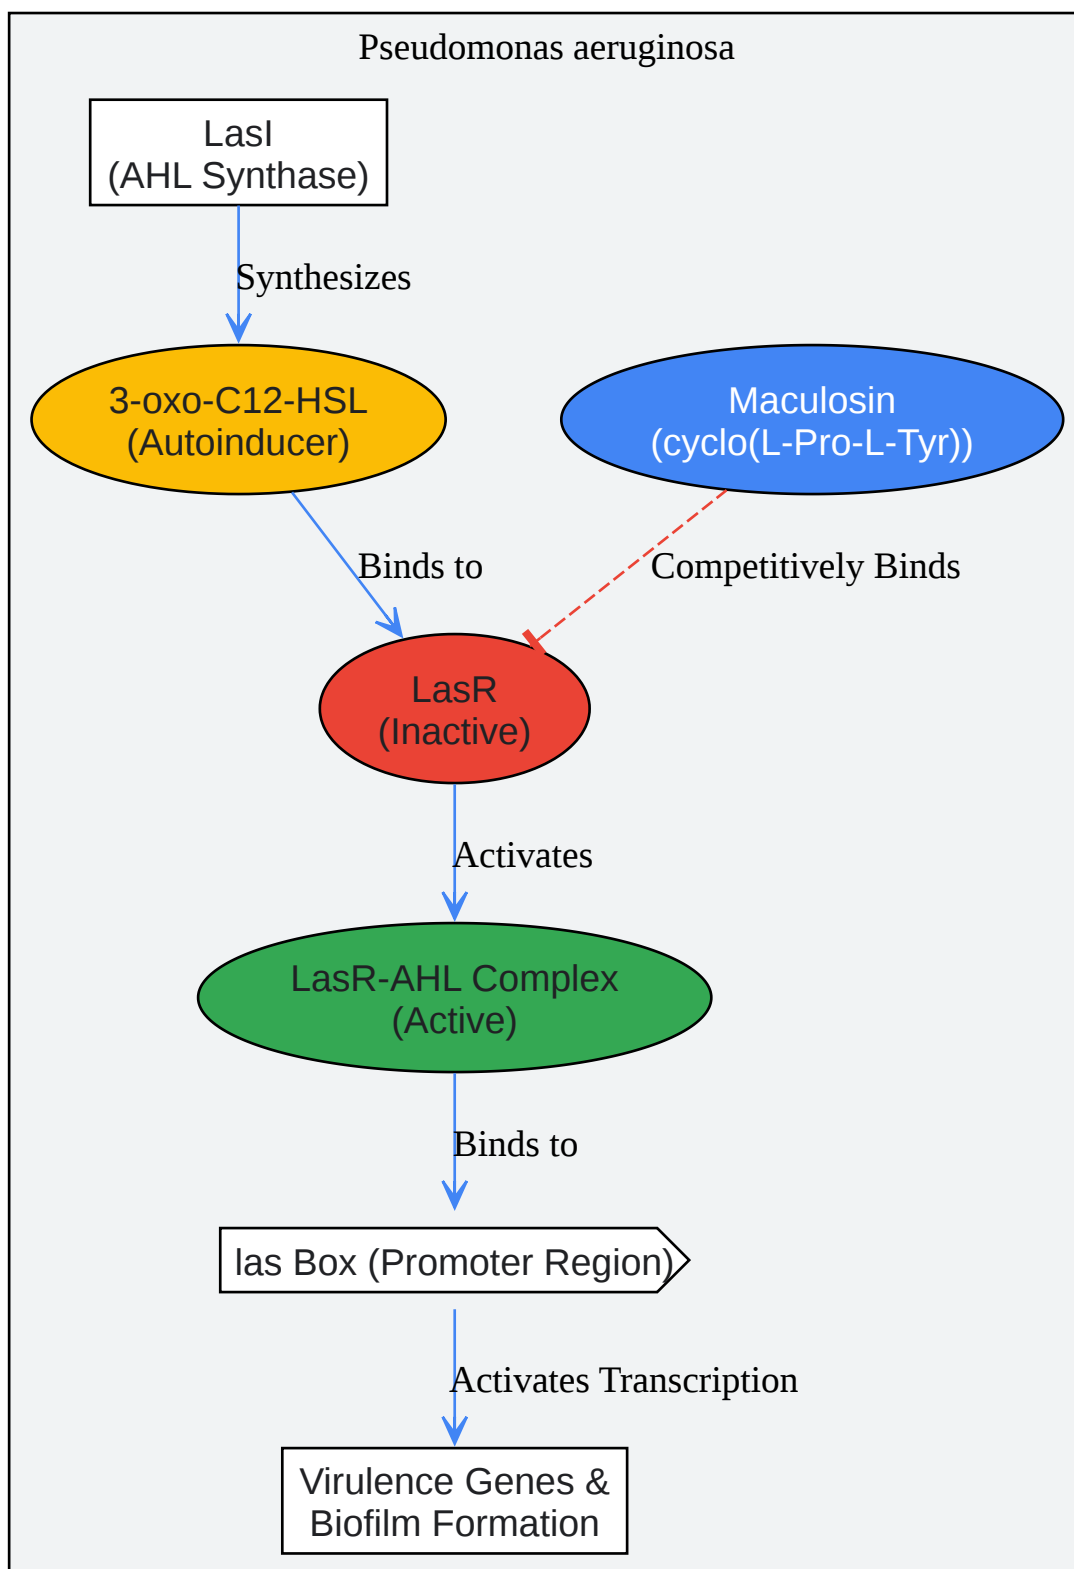 Pseudomonas aeruginosa
LasI
(AHL Synthase)
Synthesizes
3-oxo-C12-HSL
(Autoinducer)
Maculosin
(cyclo(L-Pro-L-Tyr))
Binds to
Competitively Binds
LasR
(Inactive)
Activates
LasR-AHL Complex
(Active)
Binds to
las Box (Promoter Region)
Activates Transcription
Virulence Genes &
Biofilm Formation